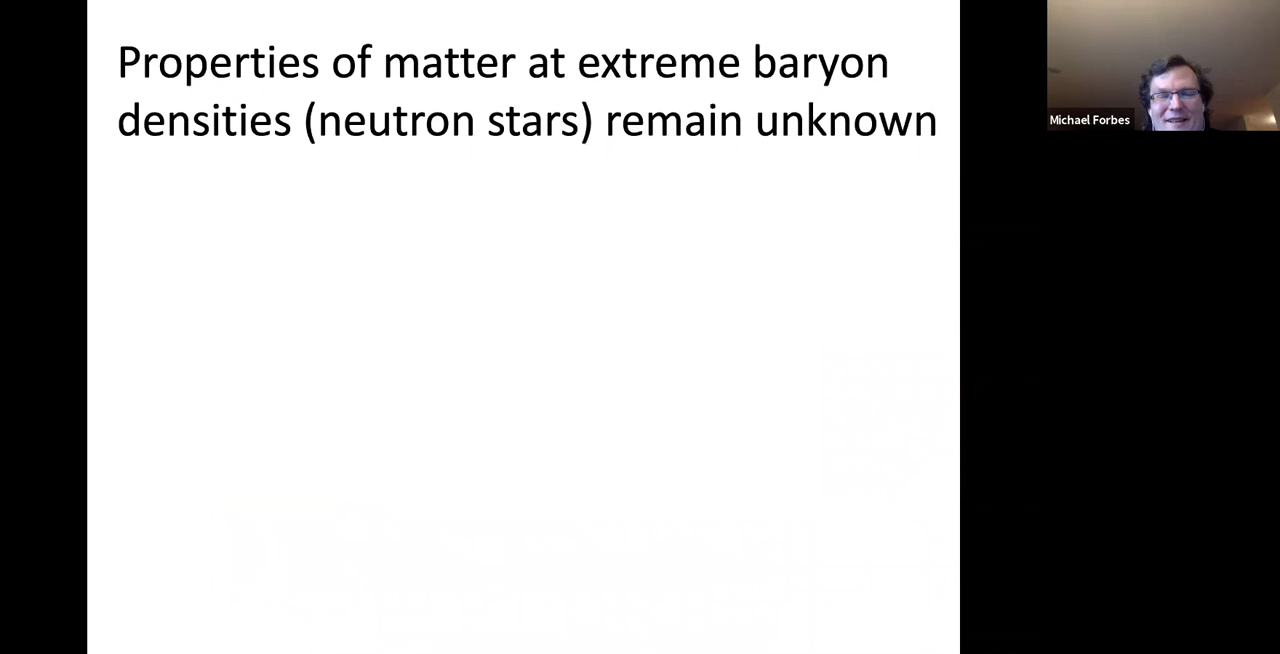 Properties of matter at extreme baryon
densities (neutron stars) remain unknown
Michael Forbes